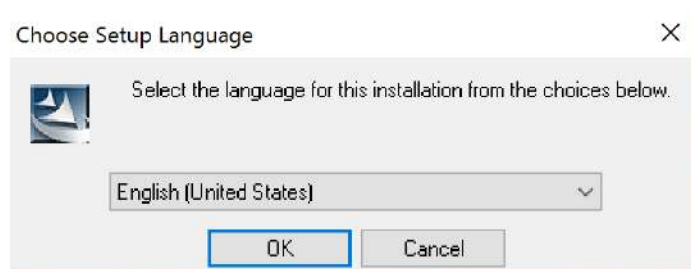 Choose Setup Language
Select the language for this installation from the choices below.
English (United States)
OK Cancel